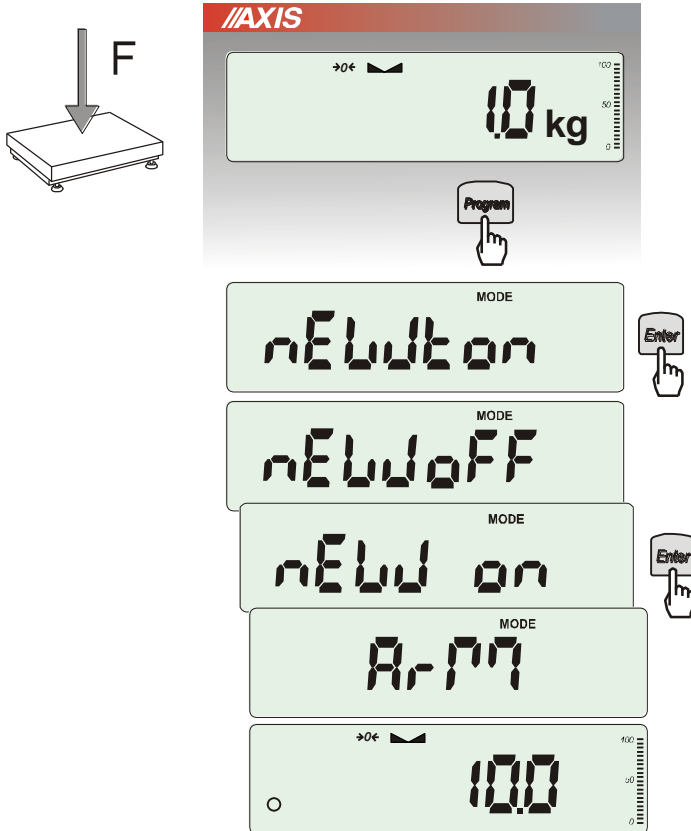 F
//AXIS
→0←
100
50
0
1.0 kg
Program
MODE
nEWton
Enter
MODE
nEWoFF
MODE
nEW on
Enter
MODE
ArM
→0←
100
50
0
10.0